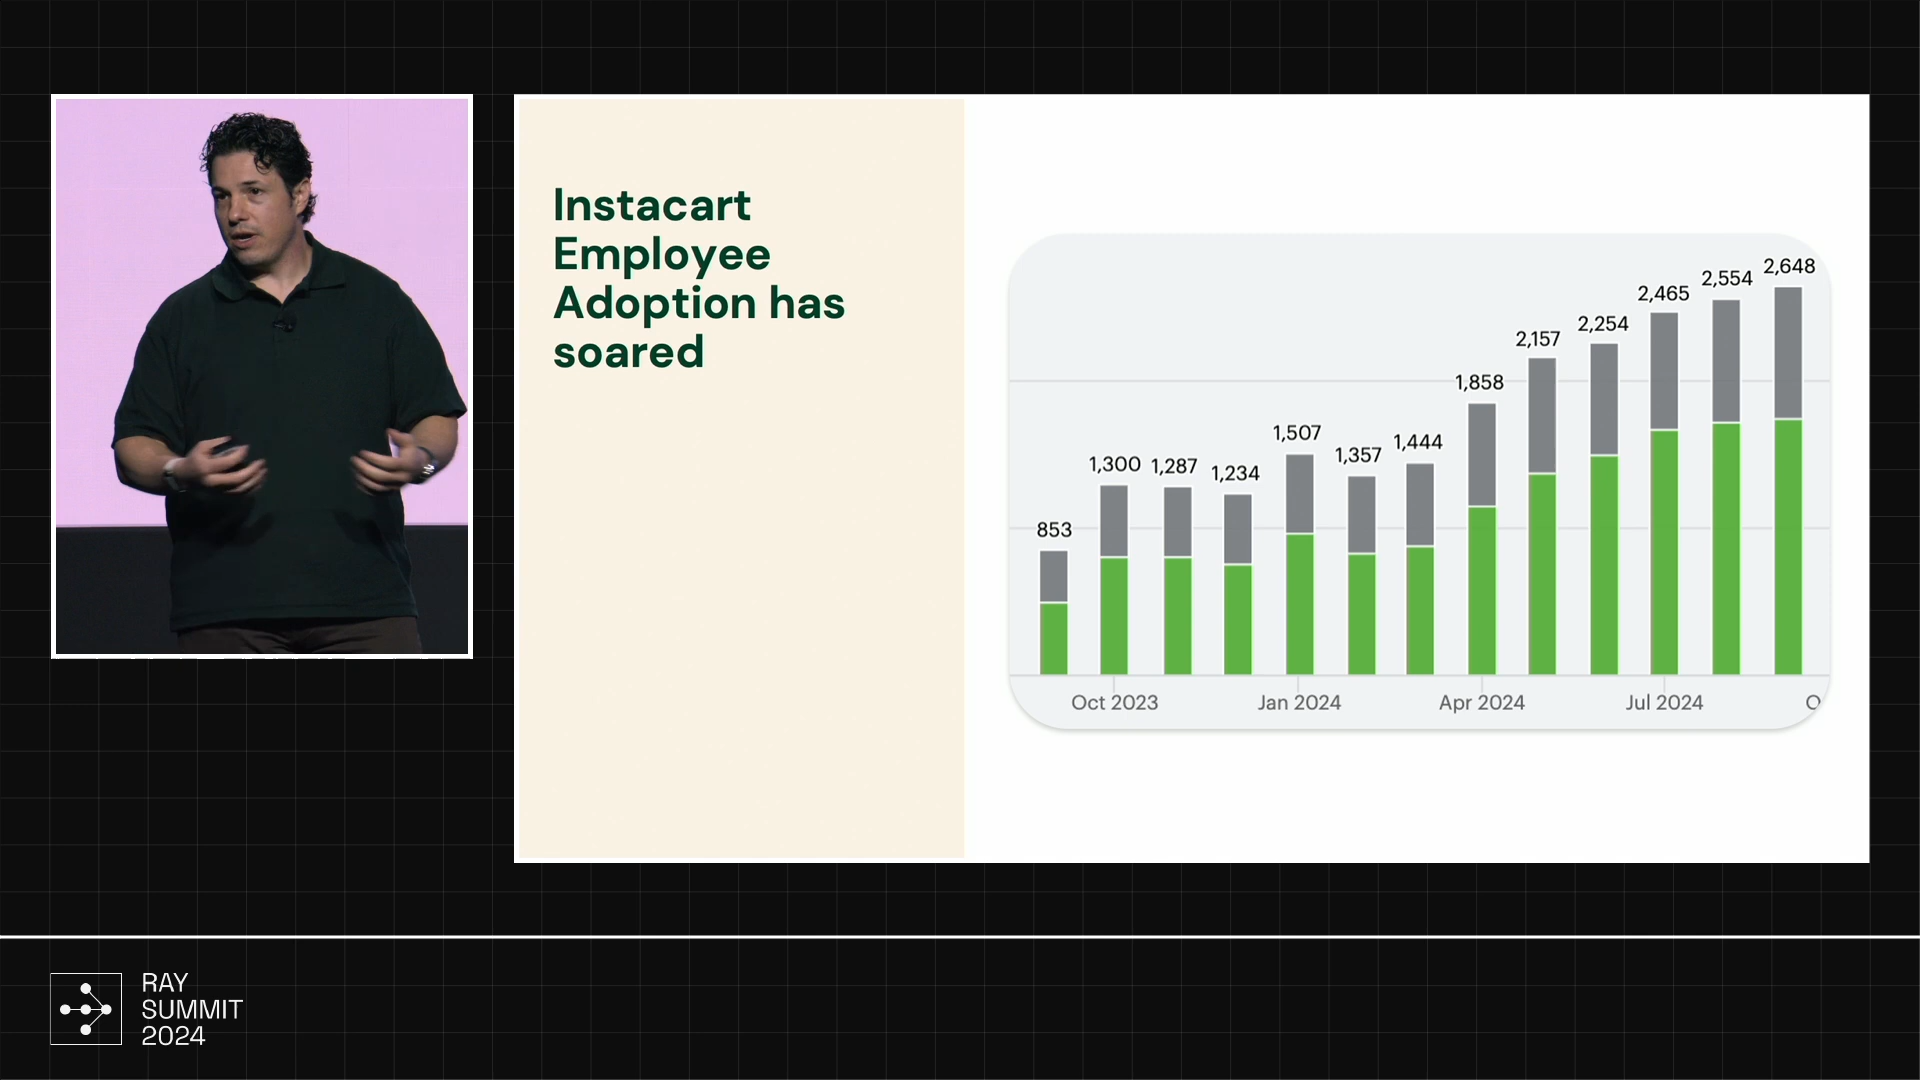 Instacart
Employee
Adoption has
soared
853
1,300
1,287
1,234
1,507
1,357
1,444
1,858
2,157
2,254
2,465
2,554
2,648
Oct 2023
Jan 2024
Apr 2024
Jul 2024
O
RAY
SUMMIT
2024